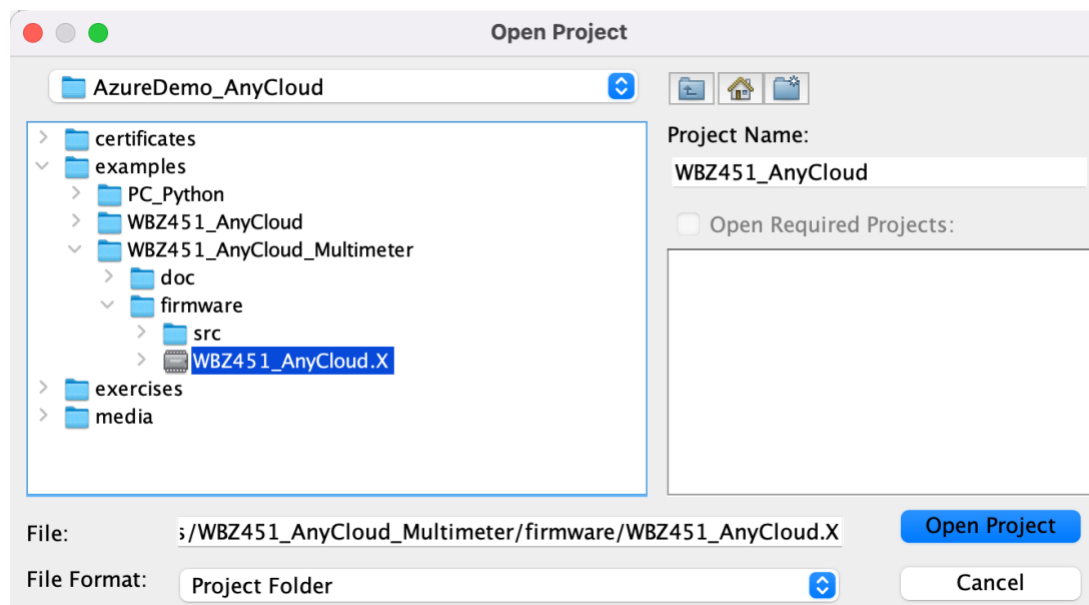 Open Project
AzureDemo_AnyCloud
certificates
examples
PC_Python
WBZ451_AnyCloud
WBZ451_AnyCloud_Multimeter
doc
firmware
src
WBZ451_AnyCloud.X
exercises
media
Project Name:
WBZ451_AnyCloud
Open Required Projects:
File:
s/WBZ451_AnyCloud_Multimeter/firmware/WBZ451_AnyCloud.X
Open Project
File Format:
Project Folder
Cancel